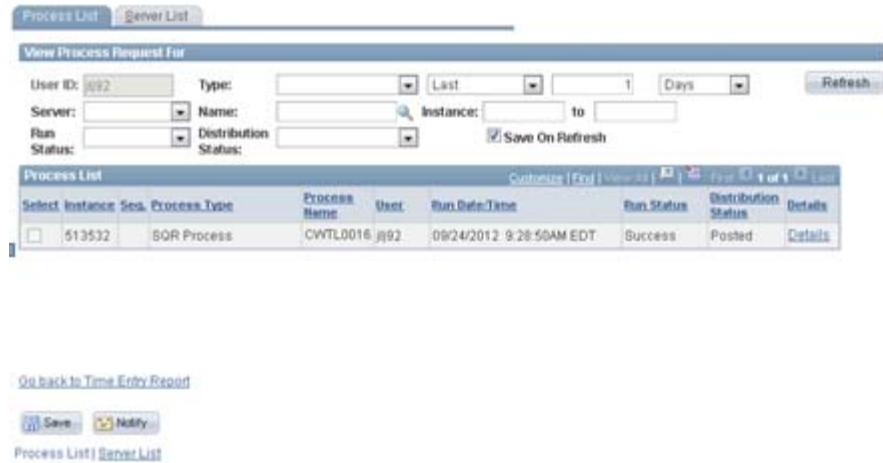 Process List Server List
View Process Request For
User ID: Type: Last 1 Days Refresh
Server: Name: Instance: to
Run Status: Distribution Status: Save On Refresh
Process List Customize | Find | View All | First 1 of 1 Last
Select Instance Seq. Process Type Process Name User Run Date/Time Run Status Distribution Status Details
513532 SQR Process CWTL0016 09/24/2012 9:28:50AM EDT Success Posted Details
Go back to Time Entry Report
Save Notify
Process List | Server List